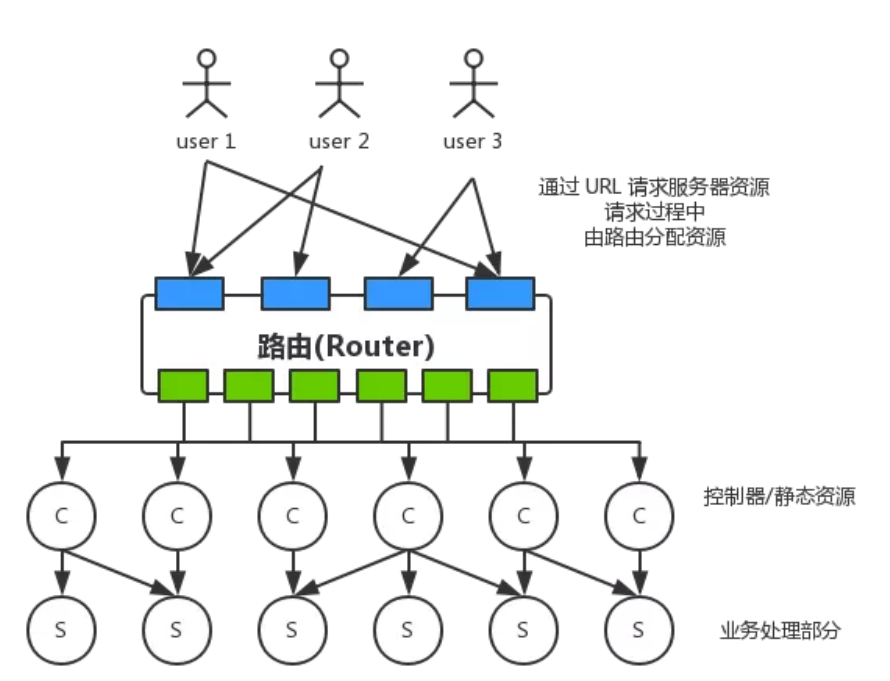 user 1
user 2
user 3
通过 URL 请求服务器资源
请求过程中
由路由分配资源
路由(Router)
C
C
C
C
C
C
控制器/静态资源
S
S
S
S
S
S
业务处理部分